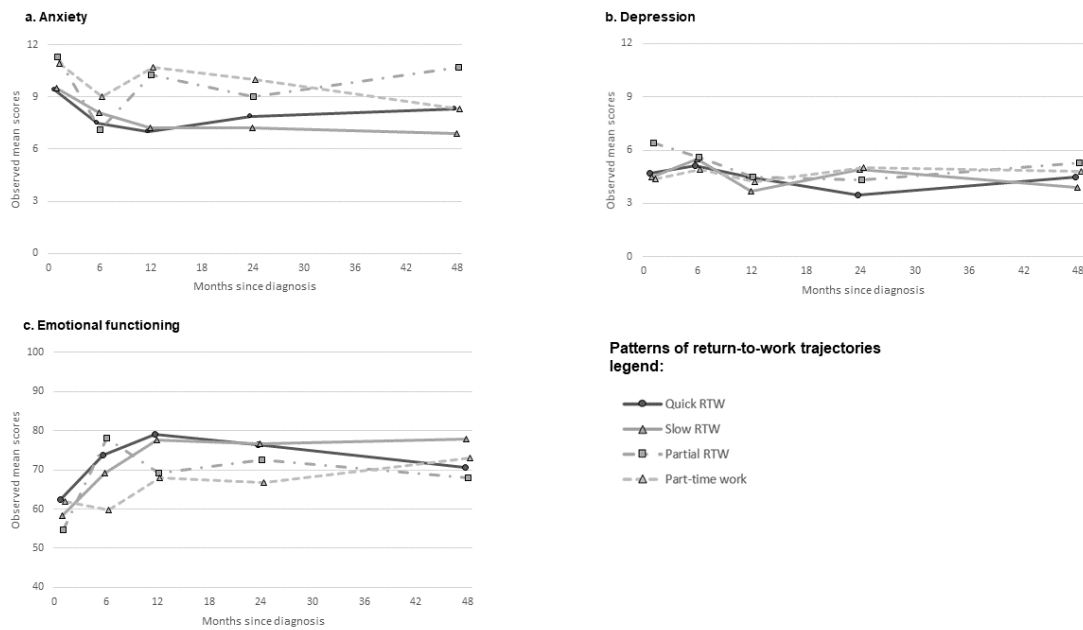 a. Anxiety
12
9
6
3
0
Observed mean scores
0 6 12 18 24 30 36 42 48
Months since diagnosis
b. Depression
12
9
6
3
0
Observed mean scores
0 6 12 18 24 30 36 42 48
Months since diagnosis
c. Emotional functioning
100
90
80
70
60
50
40
Observed mean scores
0 6 12 18 24 30 36 42 48
Months since diagnosis
Patterns of return-to-work trajectories
legend:
Quick RTW
Slow RTW
Partial RTW
Part-time work